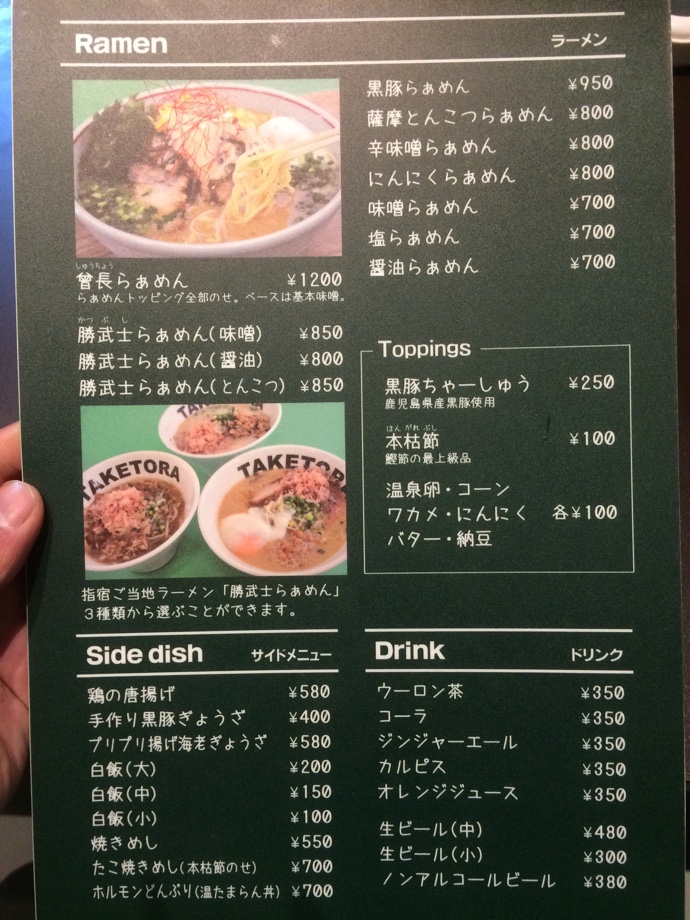 Ramen ラーメン
しゅうちょう
曾長らぁめん ¥1200
らぁめんトッピング全部のせ。ベースは基本味噌。
かつ ぶ し
勝武士らぁめん(味噌) ¥850
勝武士らぁめん(醤油) ¥800
勝武士らぁめん(とんこつ) ¥850
TAKETORA
TAKETORA
TAKETORA
指宿ご当地ラーメン「勝武士らぁめん」
3種類から選ぶことができます。
黒豚らぁめん ¥950
薩摩とんこつらぁめん ¥800
辛味噌らぁめん ¥800
にんにくらぁめん ¥800
味噌らぁめん ¥700
塩らぁめん ¥700
醤油らぁめん ¥700
Toppings
黒豚ちゃーしゅう ¥250
鹿児島県産黒豚使用
ほん がれ ぶし
本枯節 ¥100
鰹節の最上級品
温泉卵・コーン
ワカメ・にんにく 各¥100
バター・納豆
Side dish サイドメニュー
鶏の唐揚げ ¥580
手作り黒豚ぎょうざ ¥400
プリプリ揚げ海老ぎょうざ ¥580
白飯(大) ¥200
白飯(中) ¥150
白飯(小) ¥100
焼きめし ¥550
たこ焼きめし(本枯節のせ) ¥700
ホルモンどんぶり(温たまらん丼) ¥700
Drink ドリンク
ウーロン茶 ¥350
コーラ ¥350
ジンジャーエール ¥350
カルピス ¥350
オレンジジュース ¥350
生ビール(中) ¥480
生ビール(小) ¥300
ノンアルコールビール ¥380